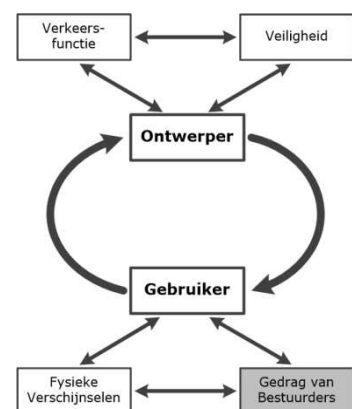 Verkeers-
functie
Veiligheid
Ontwerper
Gebruiker
Fysieke
Verschijnselen
Gedrag van
Bestuurders